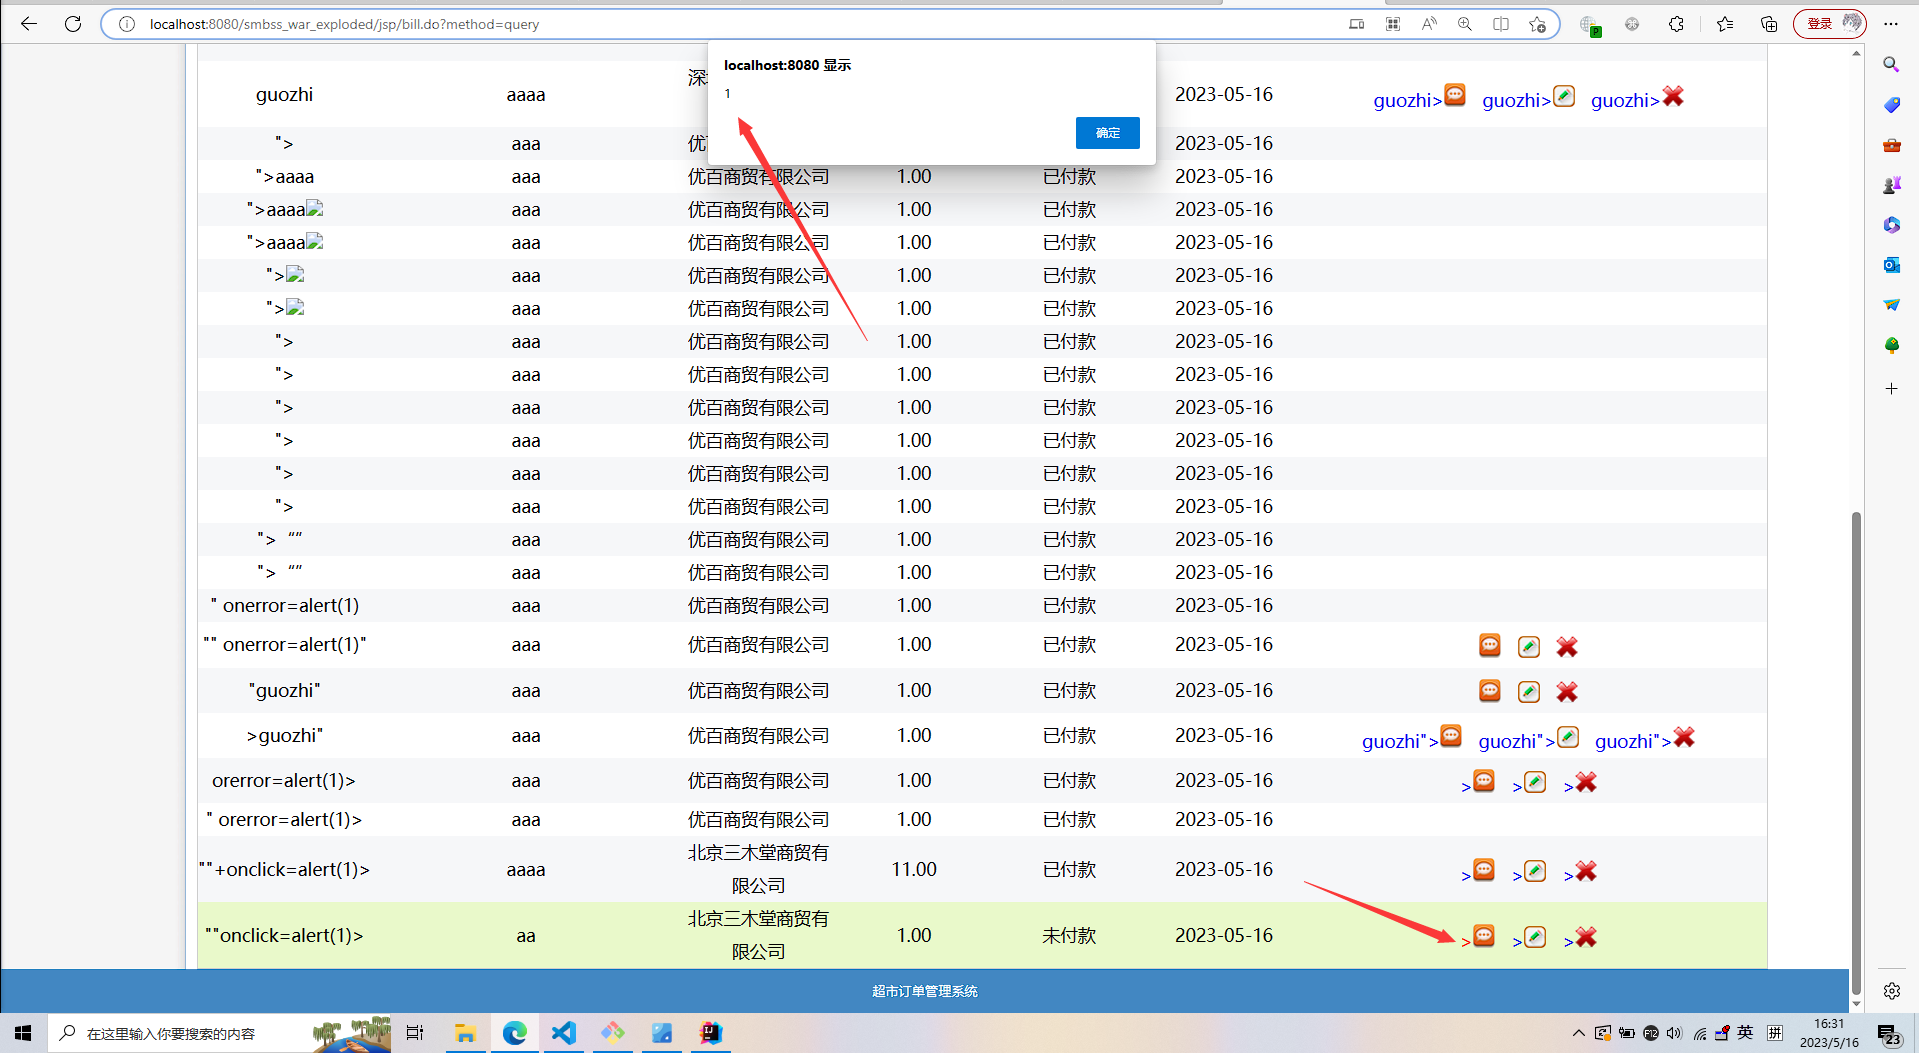 localhost:8080/smbss_war_exploded/jsp/bill.do?method=query
登录
localhost:8080 显示
1
确定
guozhi aaaa 2023-05-16 guozhi> guozhi> guozhi>
"> aaa 2023-05-16
">aaaa aaa 优百商贸有限公司 1.00 已付款 2023-05-16
">aaaa aaa 优百商贸有限公司 1.00 已付款 2023-05-16
">aaaa aaa 优百商贸有限公司 1.00 已付款 2023-05-16
"> aaa 优百商贸有限公司 1.00 已付款 2023-05-16
"> aaa 优百商贸有限公司 1.00 已付款 2023-05-16
"> aaa 优百商贸有限公司 1.00 已付款 2023-05-16
"> aaa 优百商贸有限公司 1.00 已付款 2023-05-16
"> aaa 优百商贸有限公司 1.00 已付款 2023-05-16
"> aaa 优百商贸有限公司 1.00 已付款 2023-05-16
"> aaa 优百商贸有限公司 1.00 已付款 2023-05-16
"> aaa 优百商贸有限公司 1.00 已付款 2023-05-16
"> “” aaa 优百商贸有限公司 1.00 已付款 2023-05-16
"> “” aaa 优百商贸有限公司 1.00 已付款 2023-05-16
" onerror=alert(1) aaa 优百商贸有限公司 1.00 已付款 2023-05-16
"" onerror=alert(1)" aaa 优百商贸有限公司 1.00 已付款 2023-05-16
"guozhi" aaa 优百商贸有限公司 1.00 已付款 2023-05-16
>guozhi" aaa 优百商贸有限公司 1.00 已付款 2023-05-16 guozhi"> guozhi"> guozhi">
orerror=alert(1)> aaa 优百商贸有限公司 1.00 已付款 2023-05-16 > > >
" orerror=alert(1)> aaa 优百商贸有限公司 1.00 已付款 2023-05-16
""+onclick=alert(1)> aaaa 北京三木堂商贸有限公司 11.00 已付款 2023-05-16 > > >
""onclick=alert(1)> aa 北京三木堂商贸有限公司 1.00 未付款 2023-05-16 > > >
超市订单管理系统
在这里输入你要搜索的内容
英 拼
16:31
2023/5/16
23